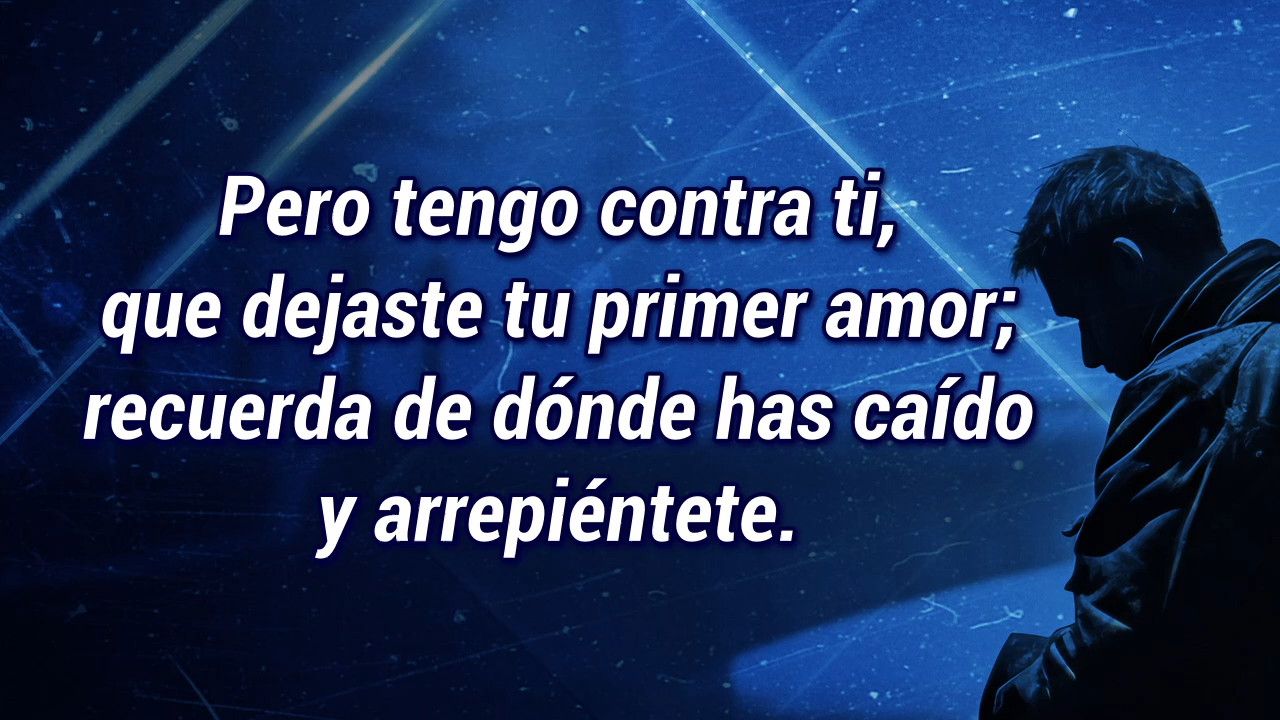 Pero tengo contra ti,
que dejaste tu primer amor;
recuerda de dónde has caído
y arrepiéntete.